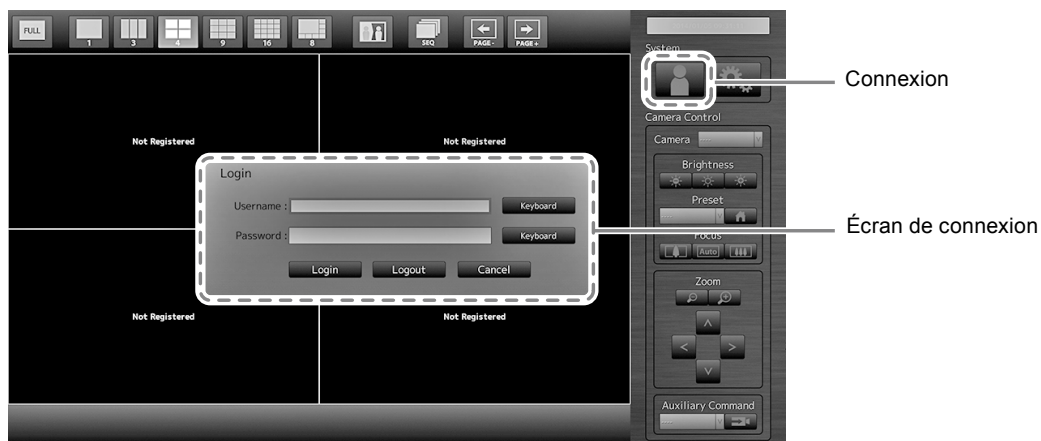 FULL
1
3
4
9
16
8
SEQ
PAGE-
PAGE+
System
Connexion
Camera Control
Camera
Not Registered
Not Registered
Brightness
Login
Preset
Username :
Keyboard
Password :
Keyboard
Écran de connexion
Focus
Auto
Login
Logout
Cancel
Zoom
Not Registered
Not Registered
Auxiliary Command